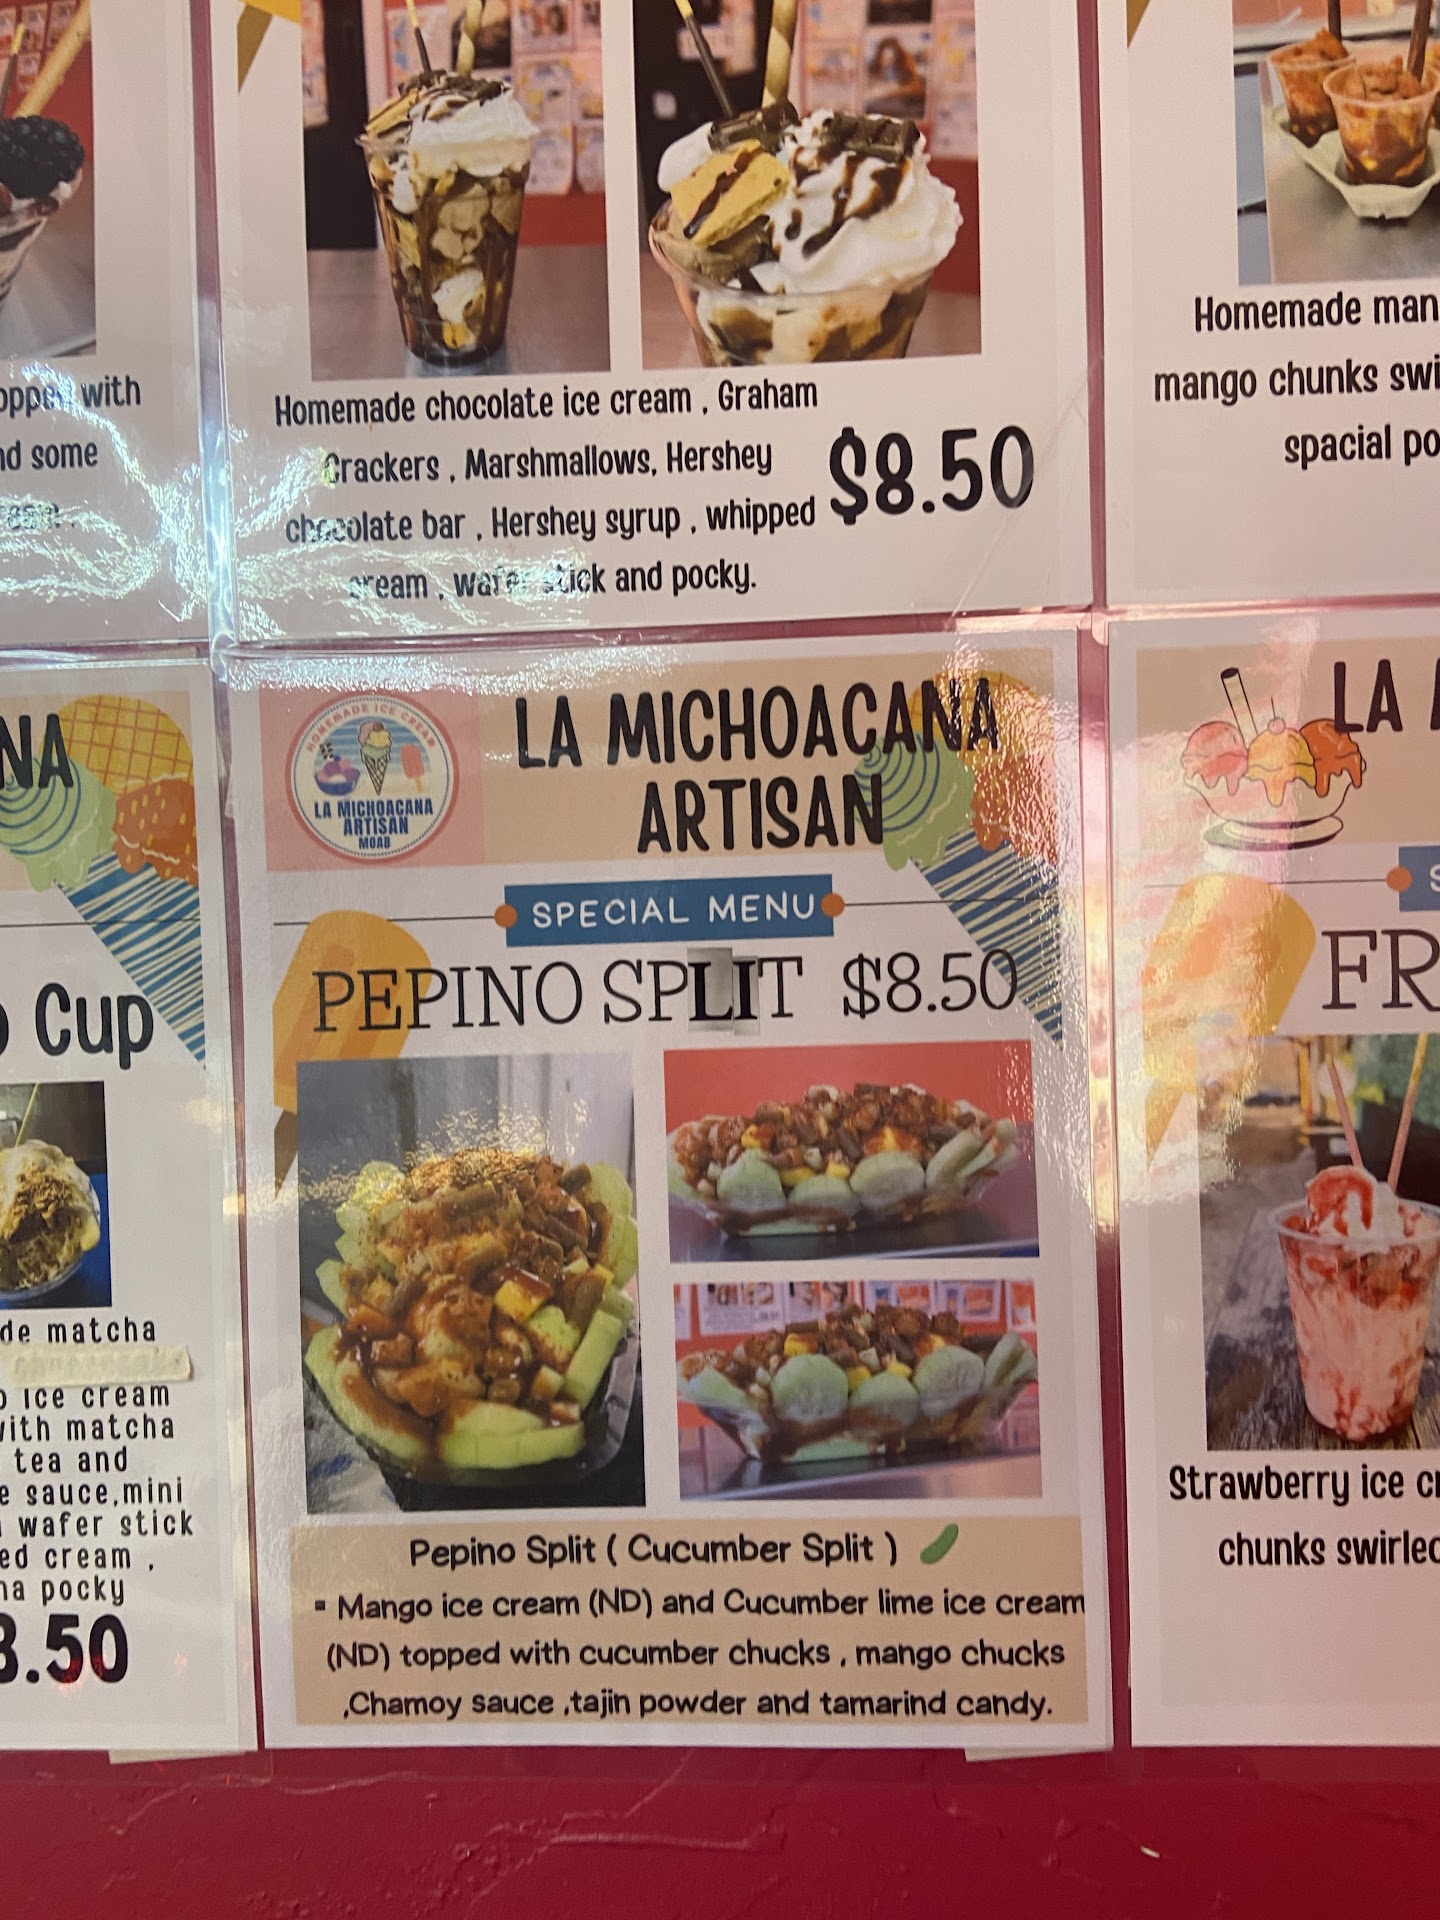 with
nd some
Homemade chocolate ice cream , Graham
Crackers , Marshmallows, Hershey
chocolate bar , Hershey syrup , whipped
cream , wafer stick and pocky.
$8.50
Homemade man
mango chunks swi
spacial po
NA
Cup
de matcha
ice cream
with matcha
tea and
e sauce,mini
wafer stick
ed cream ,
na pocky
8.50
HOMEMADE ICE CREAM
LA MICHOACANA
ARTISAN
MOAB
LA MICHOACANA
ARTISAN
SPECIAL MENU
PEPINO SPLIT $8.50
Pepino Split ( Cucumber Split )
- Mango ice cream (ND) and Cucumber lime ice cream
(ND) topped with cucumber chucks , mango chucks
,Chamoy sauce ,tajin powder and tamarind candy.
LA
S
FR
Strawberry ice cr
chunks swirled